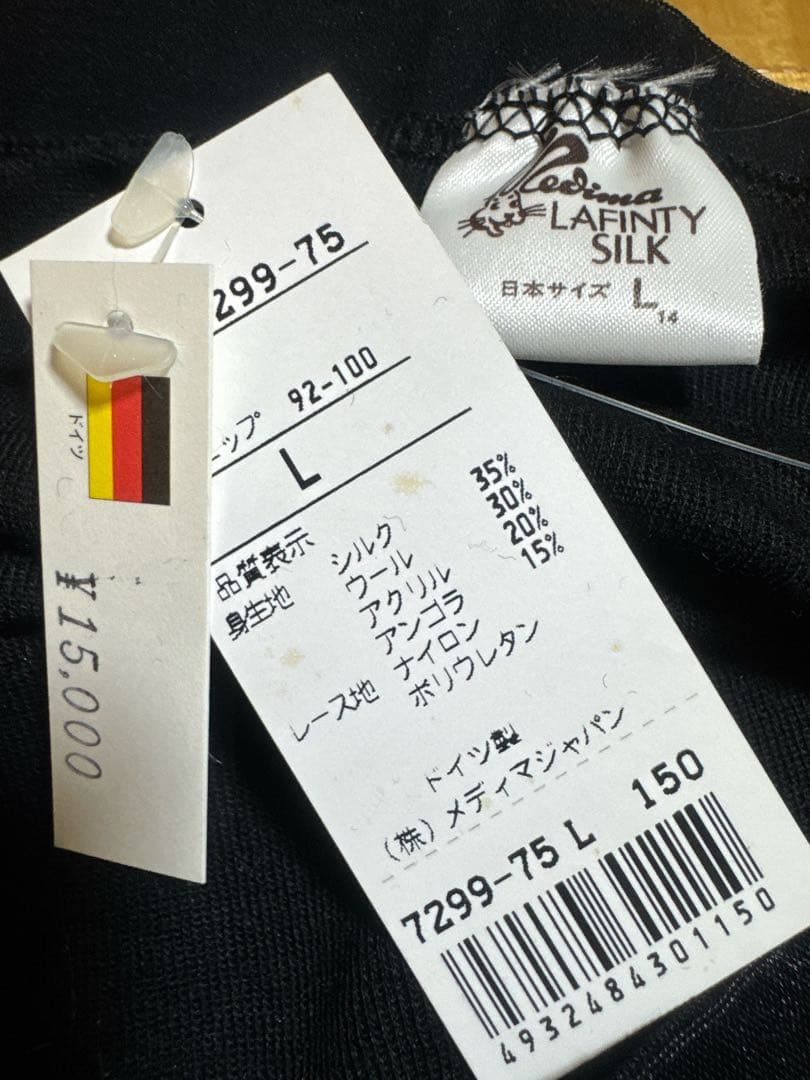 Medima
LAFINTY
SILK
日本サイズ L
14
299-75
ップ 92-100
L
品質表示
身生地 シルク 35%
ウール 30%
アクリル 20%
アンゴラ 15%
レース地 ナイロン
ポリウレタン
ドイツ製
(株) メディマジャパン
7299-75 L 150
4932484301150
ドイツ
¥15,000